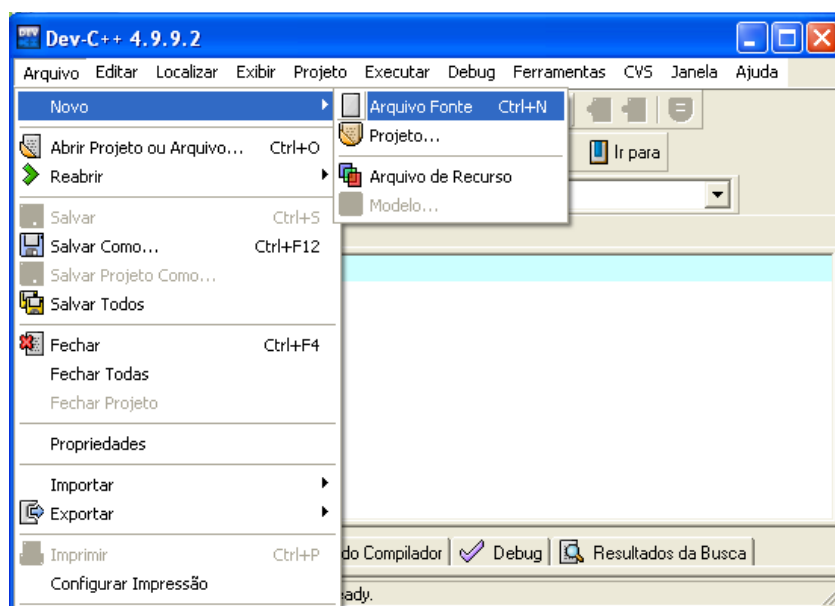 Dev-C++ 4.9.9.2
Arquivo Editar Localizar Exibir Projeto Executar Debug Ferramentas CVS Janela Ajuda
Novo
Arquivo Fonte Ctrl+N
Projeto...
Arquivo de Recurso
Modelo...
Ir para
Abrir Projeto ou Arquivo... Ctrl+O
Reabrir
Salvar Ctrl+S
Salvar Como... Ctrl+F12
Salvar Projeto Como...
Salvar Todos
Fechar Ctrl+F4
Fechar Todas
Fechar Projeto
Propriedades
Importar
Exportar
Imprimir Ctrl+P
Configurar Impressão
do Compilador Debug Resultados da Busca
eady.